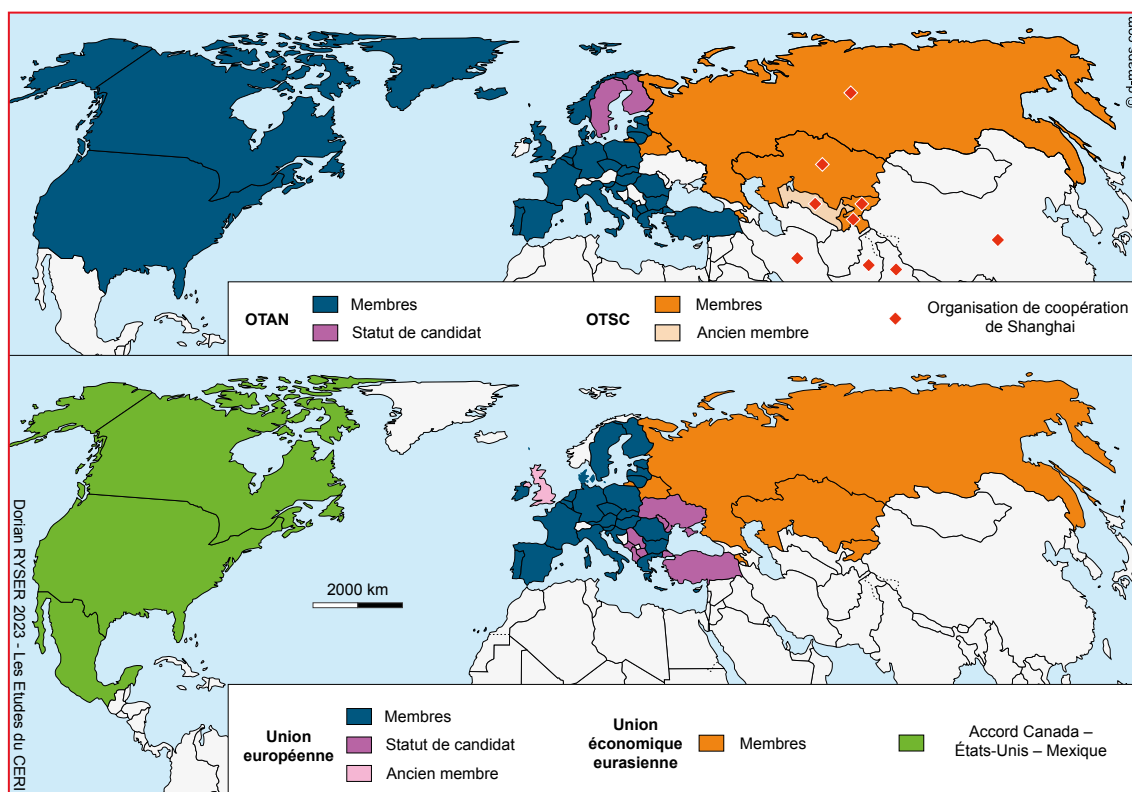 © p-maps.com
OTAN
Membres
Statut de candidat
OTSC
Membres
Ancien membre
Organisation de coopération
de Shanghai
2000 km
Union
européenne
Membres
Statut de candidat
Ancien membre
Union
économique
eurasienne
Membres
Accord Canada –
États-Unis – Mexique
Dorian RYSER 2023 - Les Etudes du CERI